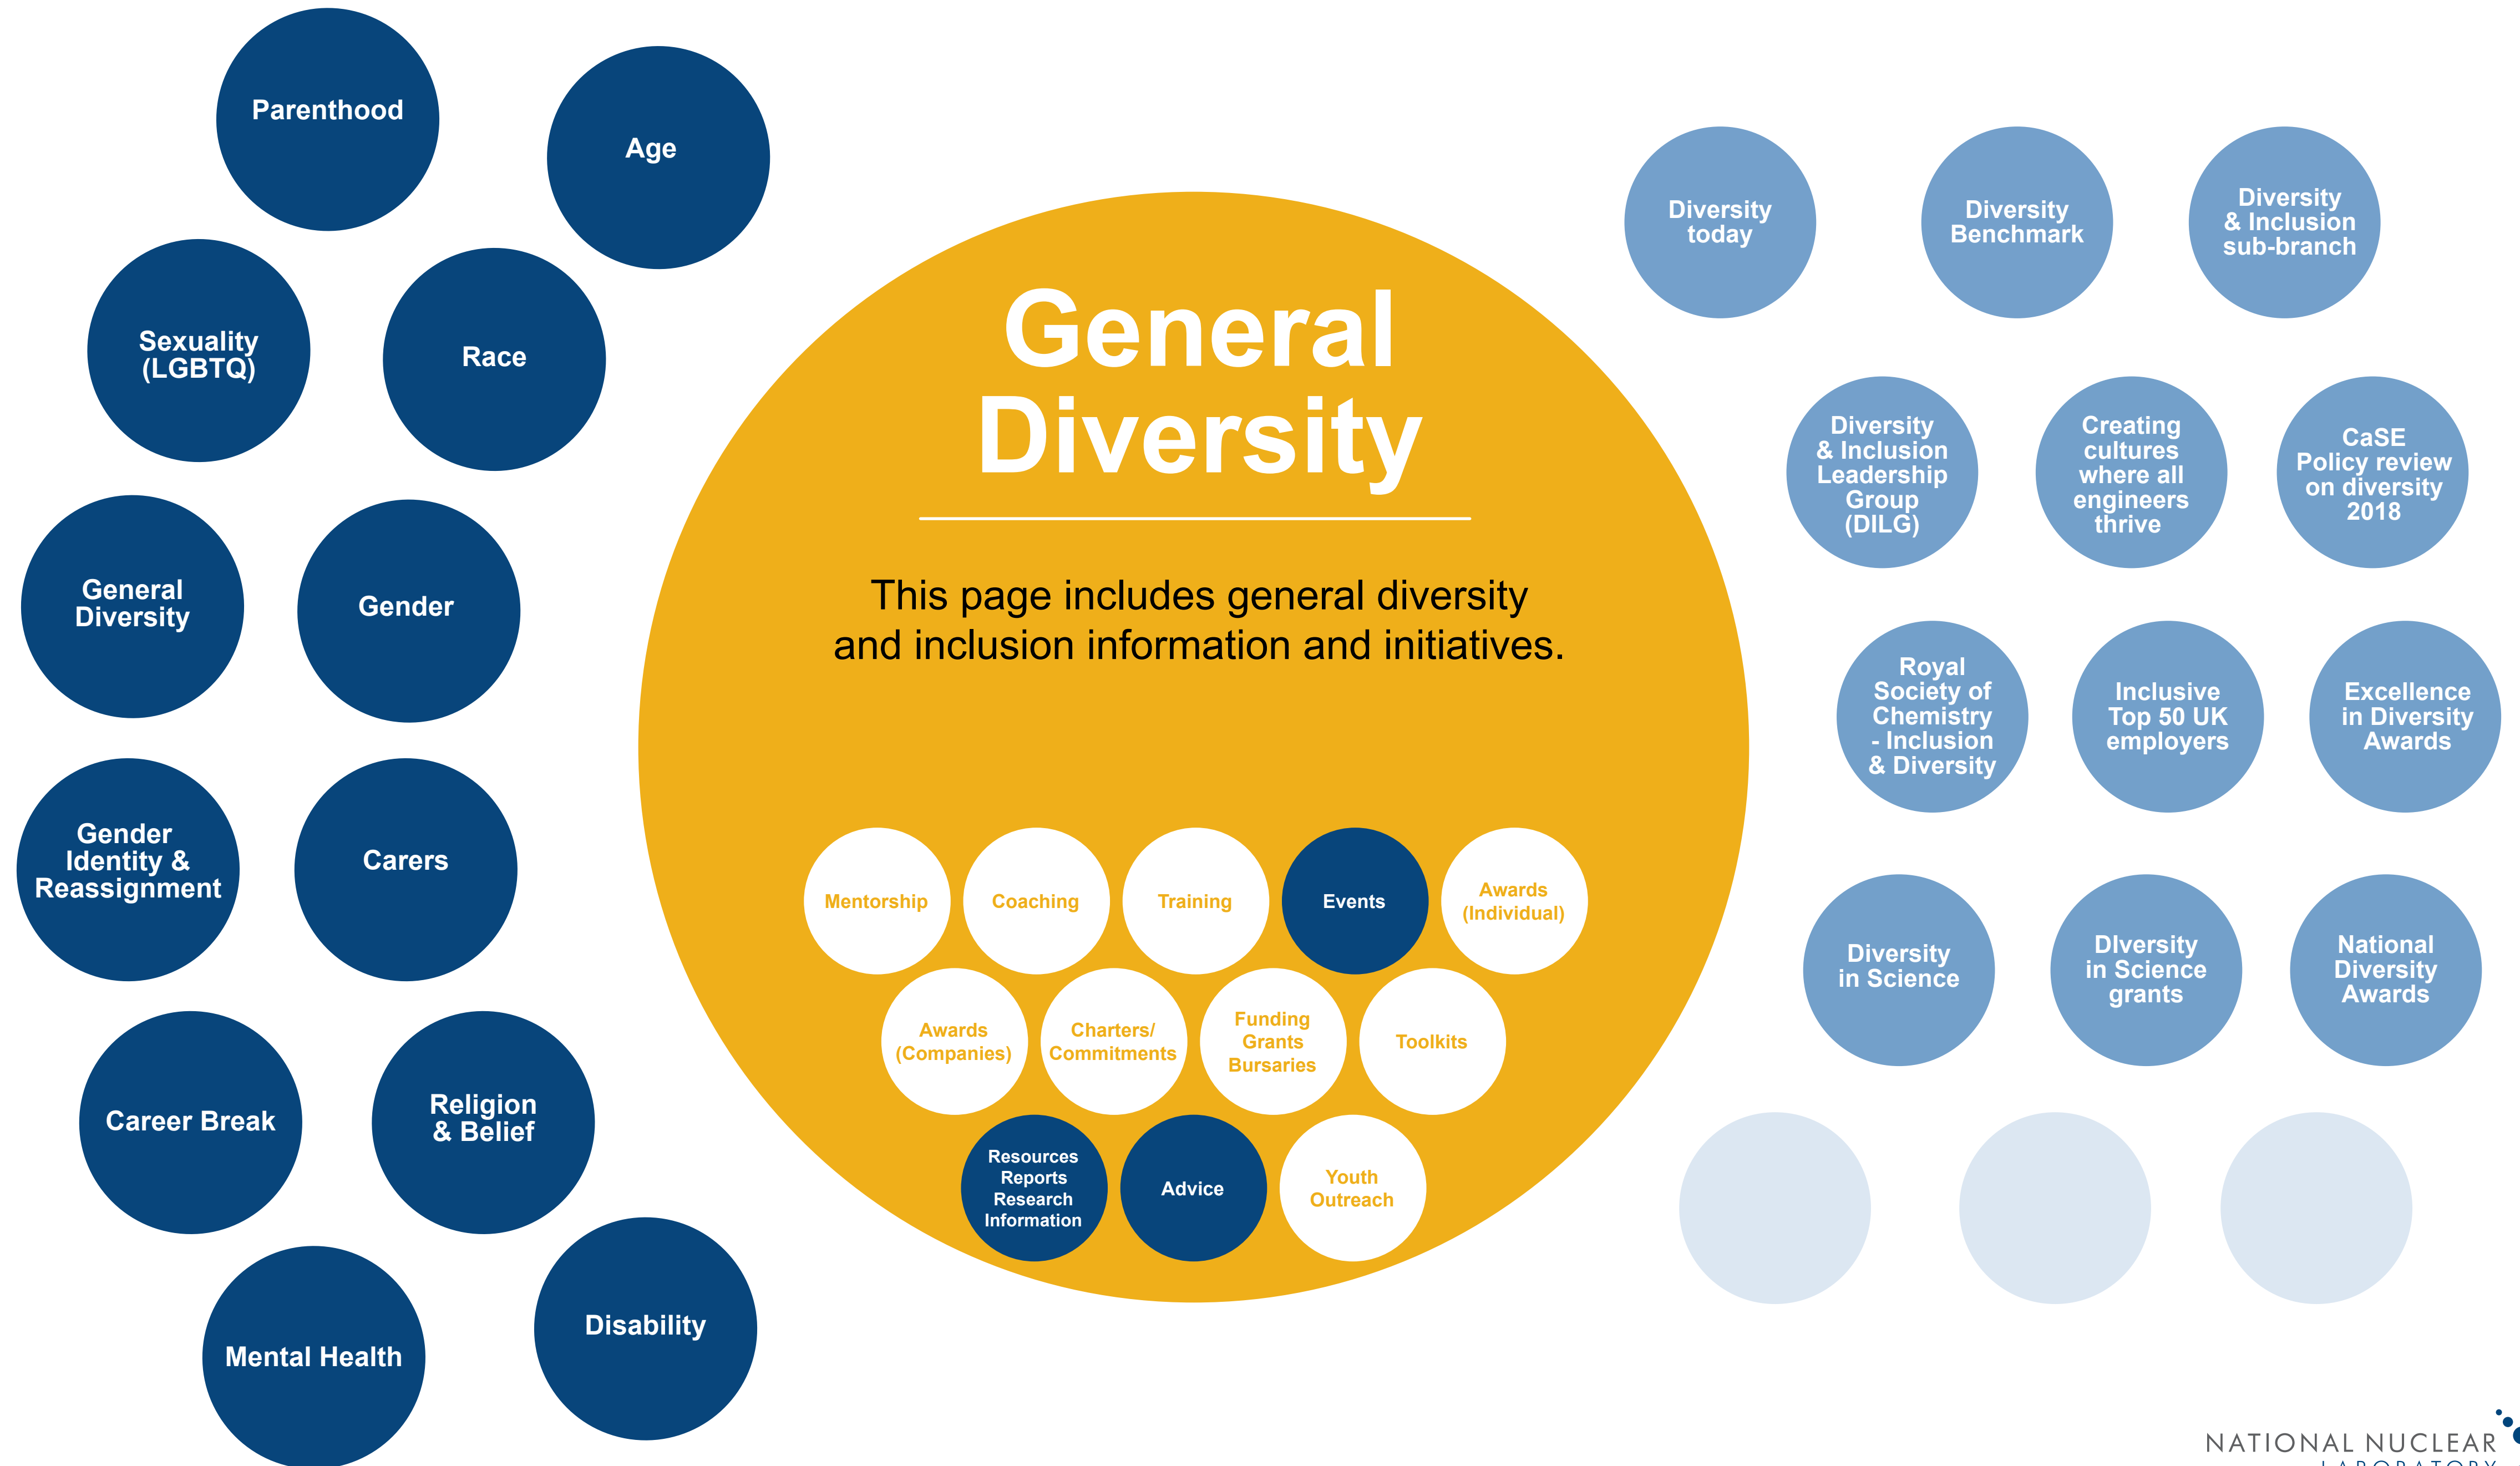 Parenthood
Age
Sexuality
(LGBTQ)
Race
General
Diversity
Gender
Gender
Identity &
Reassignment
Carers
Career Break
Religion
& Belief
Mental Health
Disability
General
Diversity
This page includes general diversity
and inclusion information and initiatives.
Mentorship
Coaching
Training
Events
Awards
(Individual)
Awards
(Companies)
Charters/
Commitments
Funding
Grants
Bursaries
Toolkits
Resources
Reports
Research
Information
Advice
Youth
Outreach
Diversity
today
Diversity
Benchmark
Diversity
& Inclusion
sub-branch
Diversity
& Inclusion
Leadership
Group
(DILG)
Creating
cultures
where all
engineers
thrive
CaSE
Policy review
on diversity
2018
Royal
Society of
Chemistry
- Inclusion
& Diversity
Inclusive
Top 50 UK
employers
Excellence
in Diversity
Awards
Diversity
in Science
DIversity
in Science
grants
National
Diversity
Awards
NATIONAL NUCLEAR
LABORATORY